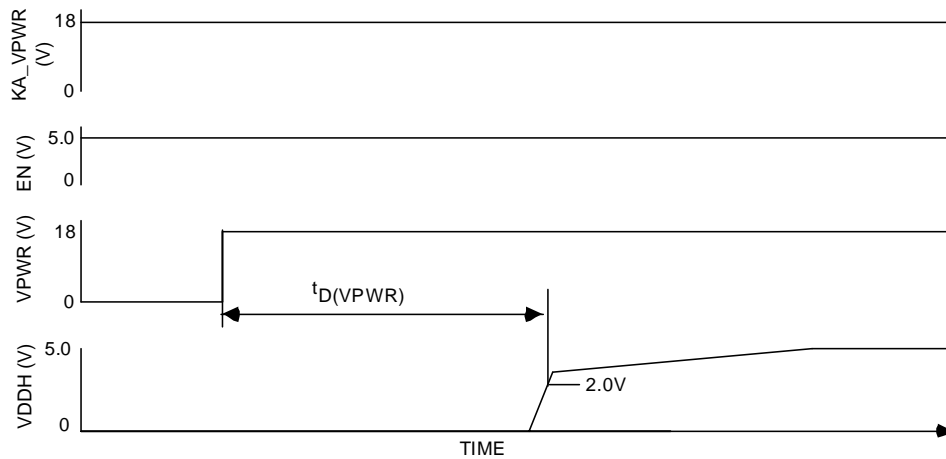 KA_VPWR
(V)
18
0
EN (V)
5.0
0
VPWR (V)
18
0
tD(VPWR)
VDDH (V)
5.0
0
2.0V
TIME